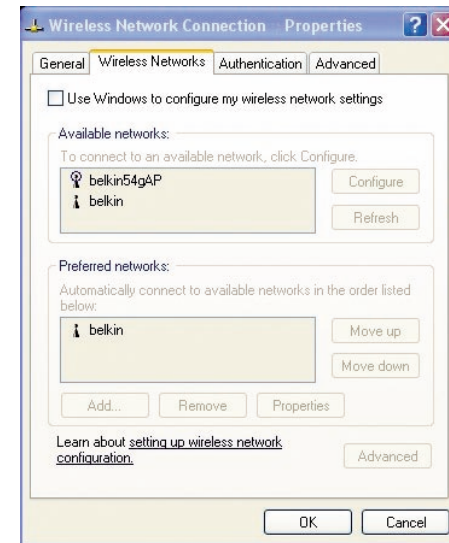 Wireless Network Connection Properties
General Wireless Networks Authentication Advanced
Use Windows to configure my wireless network settings
Available networks:
To connect to an available network, click Configure.
belkin54gAP
Configure
belkin
Refresh
Preferred networks:
Automatically connect to available networks in the order listed
below:
belkin
Move up
Move down
Add... Remove Properties
Learn about setting up wireless network
configuration.
Advanced
OK Cancel